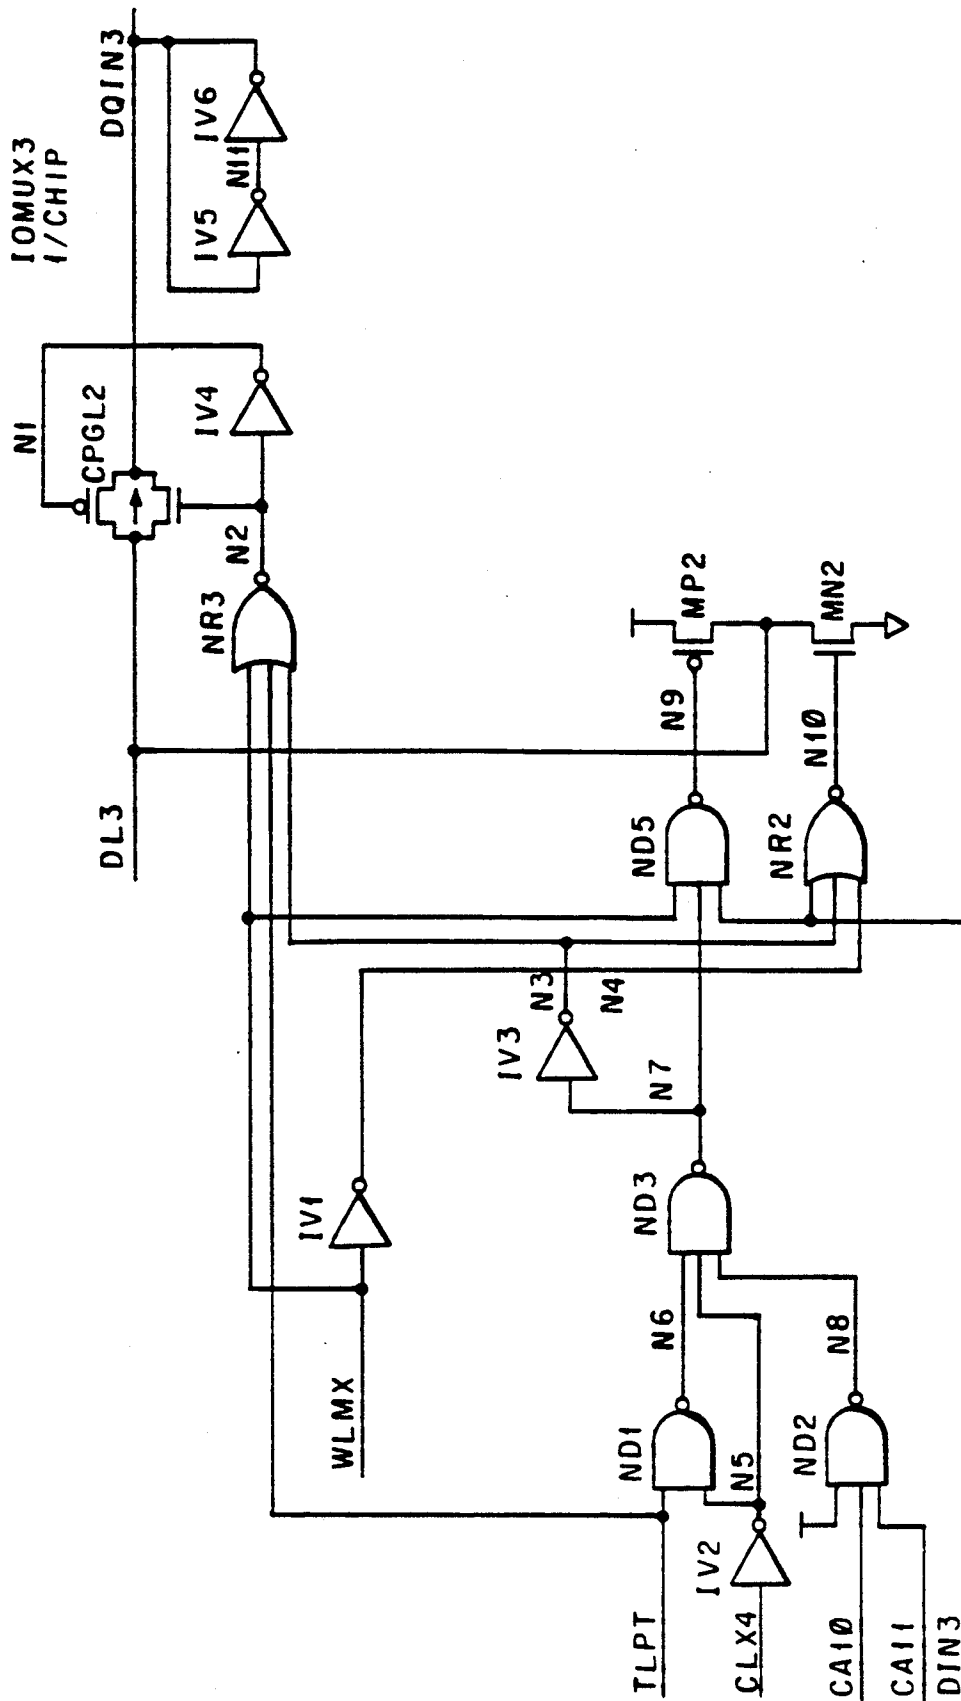 IOMUX3
1/CHIP
DQIN3
IV6
N11
IV5
N1
CPGL2
IV4
N2
NR3
DL3
MP2
MN2
N9
N10
ND5
NR2
N3
N4
IV3
N7
IV1
ND3
WLMX
N6
N8
ND1
N5
ND2
IV2
TLPT
CLX4
CA10
CA11
DIN3